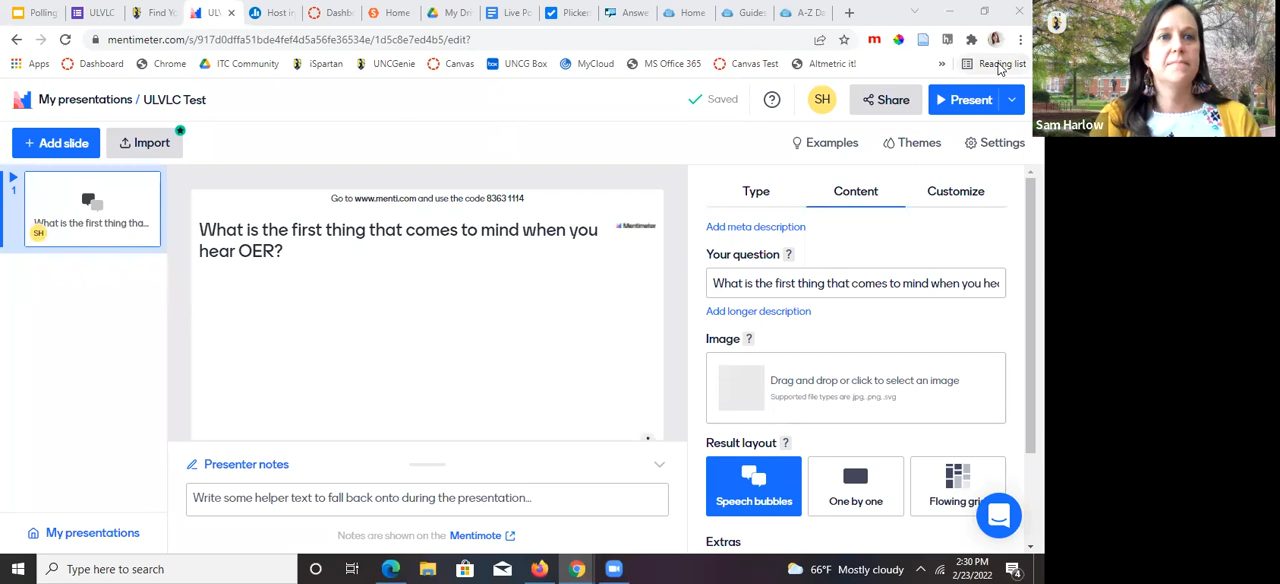 Polling
ULVLC
Find Yo
ULV
Host in
Dashb
Home
My Dri
Live Po
Plicker
Answe
Home
Guides
A-Z Da
mentimeter.com/s/917d0dffa51bde4fef4d5a56fe36534e/1d5c8e7ed4b5/edit?
Apps
Dashboard
Chrome
ITC Community
iSpartan
UNCGenie
Canvas
UNCG Box
MyCloud
MS Office 365
Canvas Test
Altmetric it!
»
Reading list
My presentations / ULVLC Test
Saved
SH
Share
Present
+ Add slide
Import
Examples
Themes
Settings
1
What is the first thing tha...
SH
Go to www.menti.com and use the code 8363 1114
What is the first thing that comes to mind when you
hear OER?
Mentimeter
Presenter notes
Write some helper text to fall back onto during the presentation...
Notes are shown on the Mentimote
My presentations
Type
Content
Customize
Add meta description
Your question ?
What is the first thing that comes to mind when you hea
Add longer description
Image ?
Drag and drop or click to select an image
Supported file types are .jpg, .png, .svg
Result layout ?
Speech bubbles
One by one
Flowing gri
Extras
Sam Harlow
Type here to search
66°F Mostly cloudy
2:30 PM
2/23/2022
4